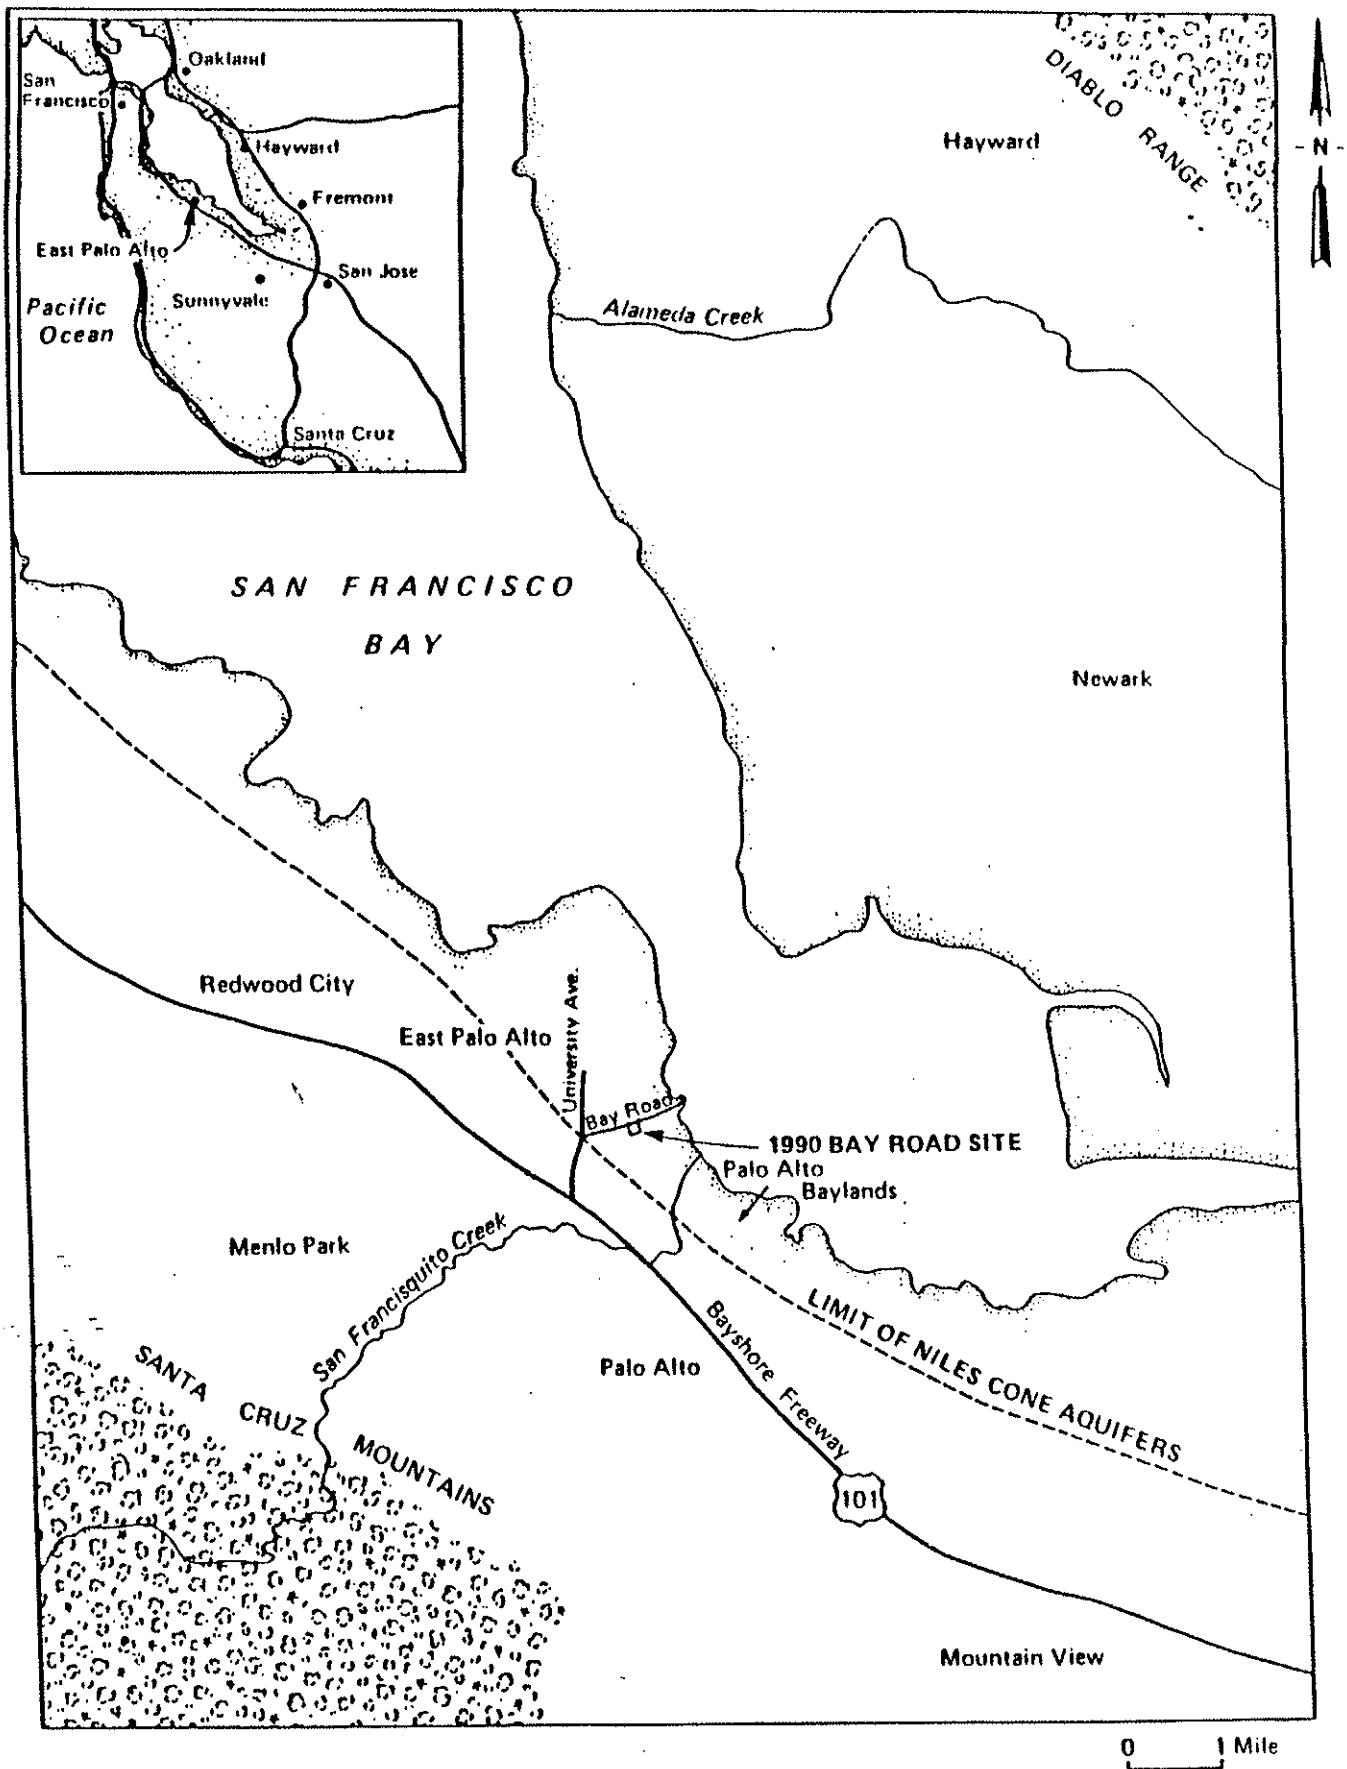 Oakland
San
Francisco
Hayward
Fremont
East Palo Alto
San Jose
Sunnyvale
Pacific
Ocean
Santa Cruz
DIABLO RANGE
Hayward
- N -
Alameda Creek
SAN FRANCISCO
BAY
Newark
Redwood City
East Palo Alto
University Ave.
Bay Road
1990 BAY ROAD SITE
Palo Alto
Baylands
Menlo Park
San Francisquito Creek
LIMIT OF NILES CONE AQUIFERS
Palo Alto
Bayshore Freeway
SANTA CRUZ MOUNTAINS
101
Mountain View
0 1 Mile